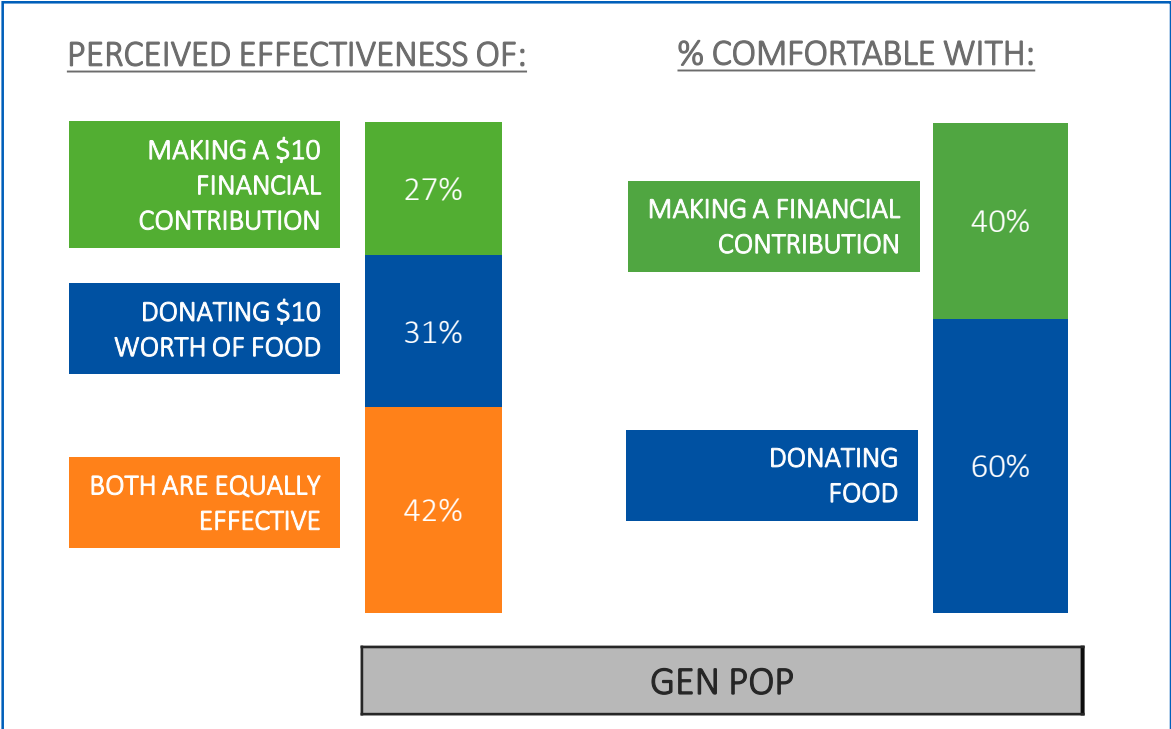 PERCEIVED EFFECTIVENESS OF:
MAKING A $10
FINANCIAL
CONTRIBUTION
27%
DONATING $10
WORTH OF FOOD
31%
BOTH ARE EQUALLY
EFFECTIVE
42%
% COMFORTABLE WITH:
MAKING A FINANCIAL
CONTRIBUTION
40%
DONATING
FOOD
60%
GEN POP